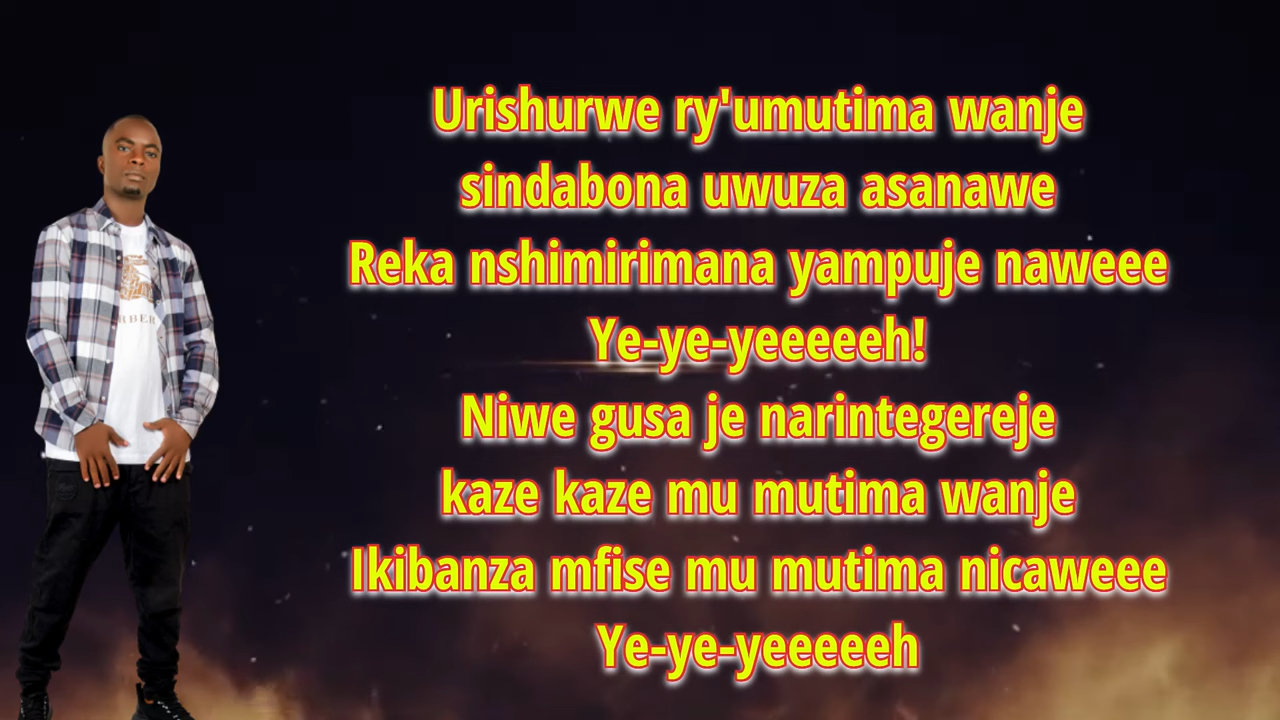 Urishurwe ry'umutima wanje
sindabona uwuza asanawe
Reka nshimirimana yampuje naweee
Ye-ye-yeeeeeh!
Niwe gusa je narintegereje
kaze kaze mu mutima wanje
Ikibanza mfise mu mutima nicaweee
Ye-ye-yeeeeeh